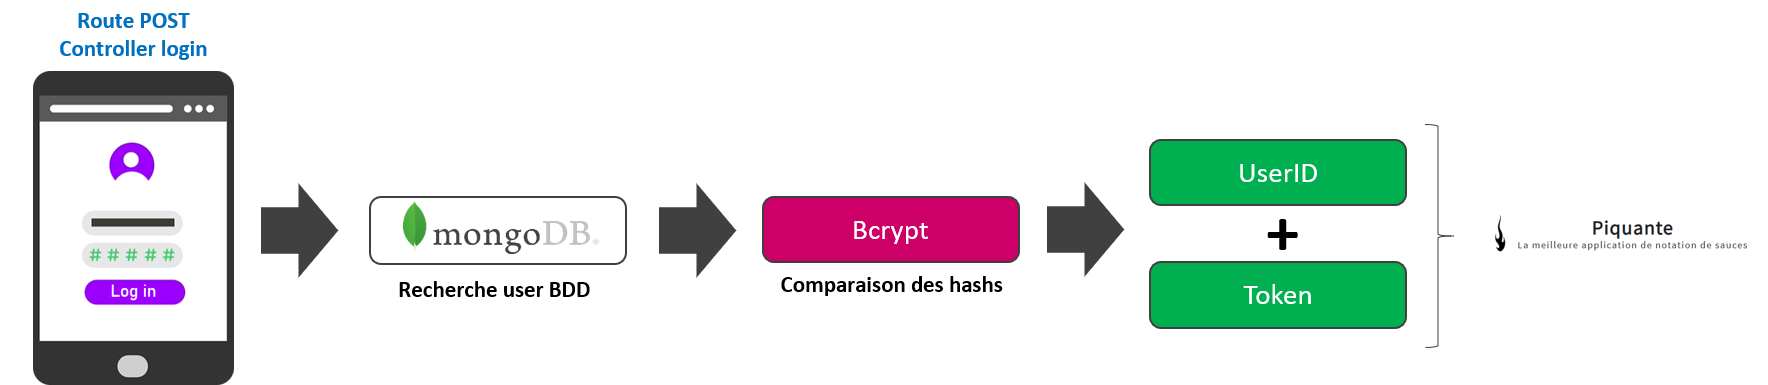 Route POST
Controller login
# # # # #
Log in
mongoDB®
Recherche user BDD
Bcrypt
Comparaison des hashs
UserID
+
Token
Piquante
La meilleure application de notation de sauces